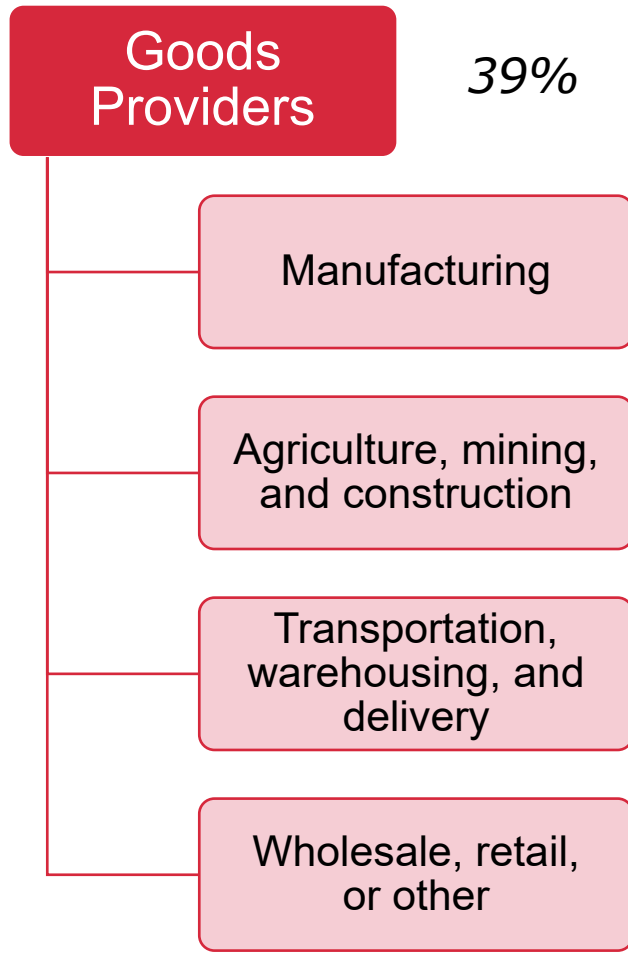 Goods
Providers
39%
Manufacturing
Agriculture, mining,
and construction
Transportation,
warehousing, and
delivery
Wholesale, retail,
or other